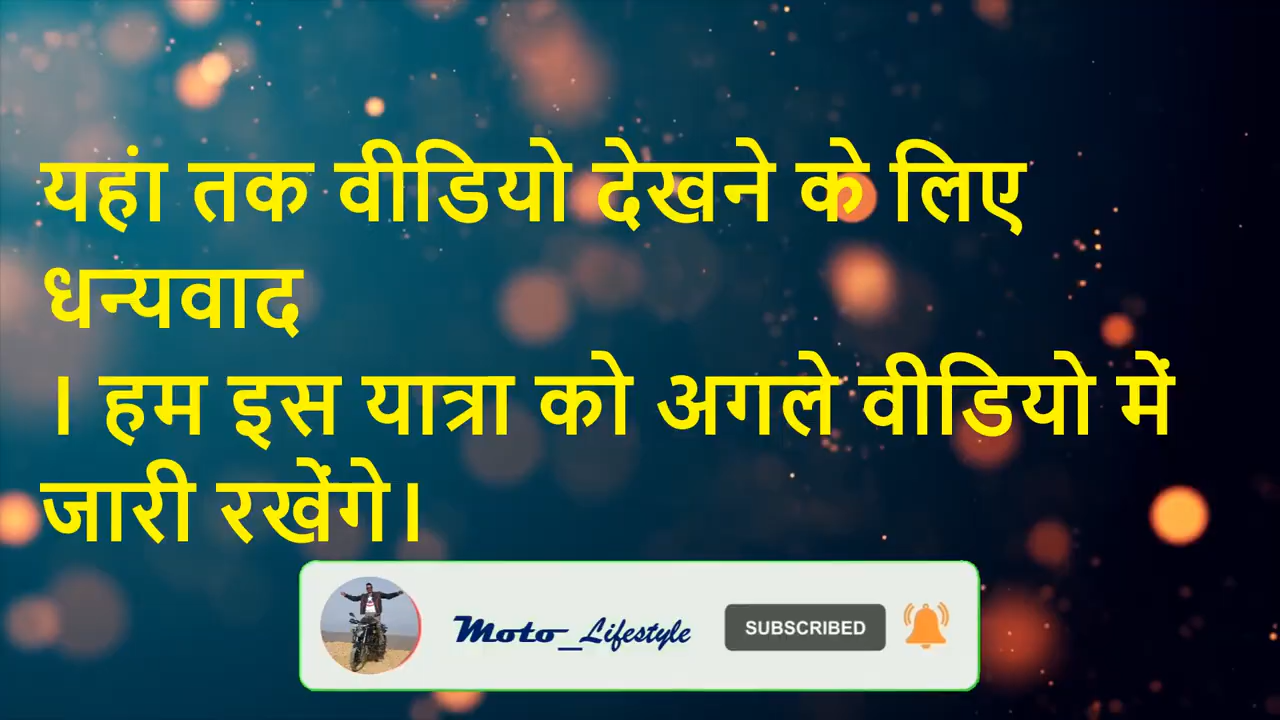 यहां तक वीडियो देखने के लिए
धन्यवाद
। हम इस यात्रा को अगले वीडियो में
जारी रखेंगे।
Moto_Lifestyle
SUBSCRIBED